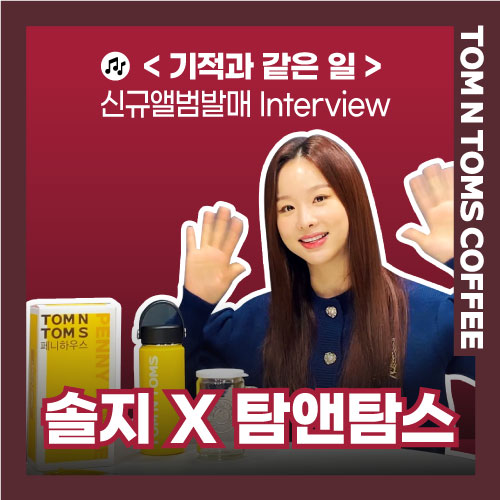 < 기적과 같은 일 >
신규앨범발매 Interview
TOM N TOMS COFFEE
TOM N
TOM S
페니하우스
PENNY
TOM N TOMS
솔지 X 탐앤탐스